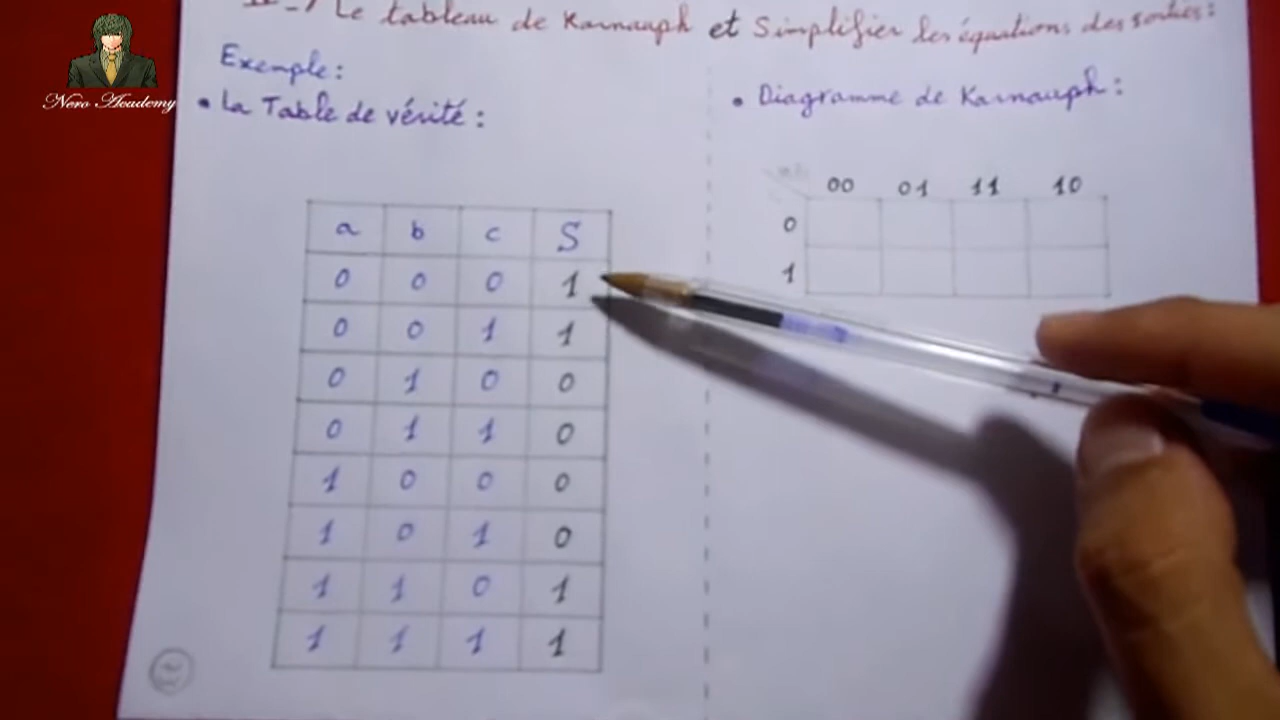 Le tableau de Karnauph et Simplifier les équations des sorties :
Nero Academy
Exemple :
• La Table de vérité :
a b c S
0 0 0 1
0 0 1 1
0 1 0 0
0 1 1 0
1 0 0 0
1 0 1 0
1 1 0 1
1 1 1 1
• Diagramme de Karnauph :
00 01 11 10
0
1